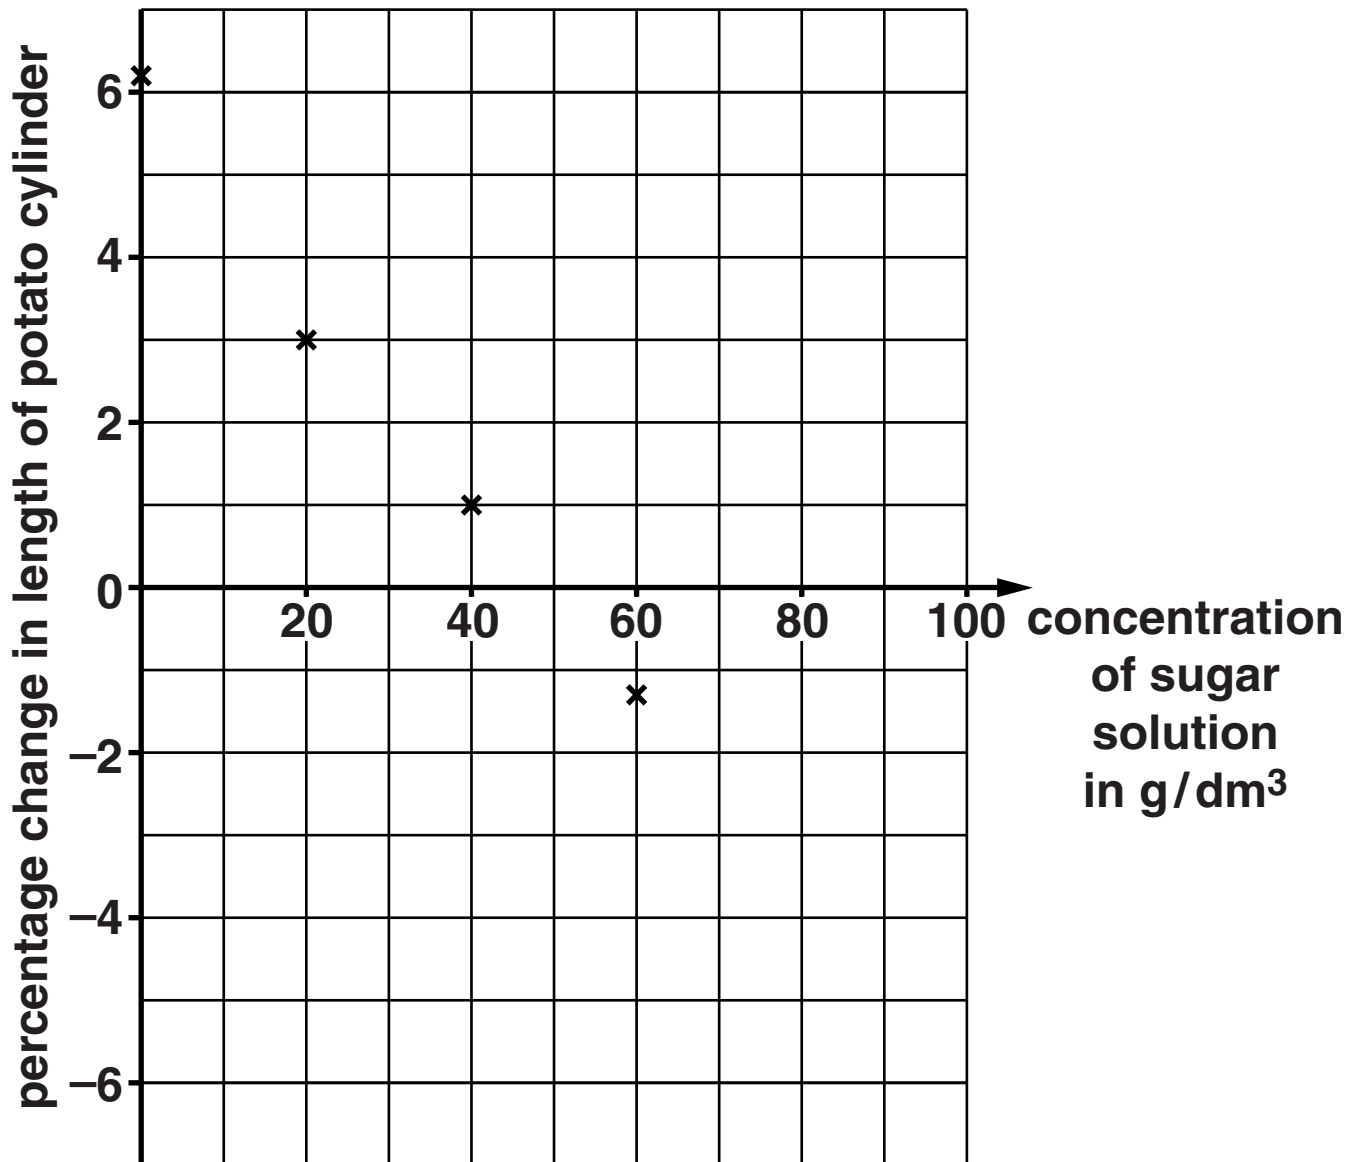 percentage change in length of potato cylinder
6
4
2
0
–2
–4
–6
20 40 60 80 100
concentration
of sugar
solution
in g/dm³